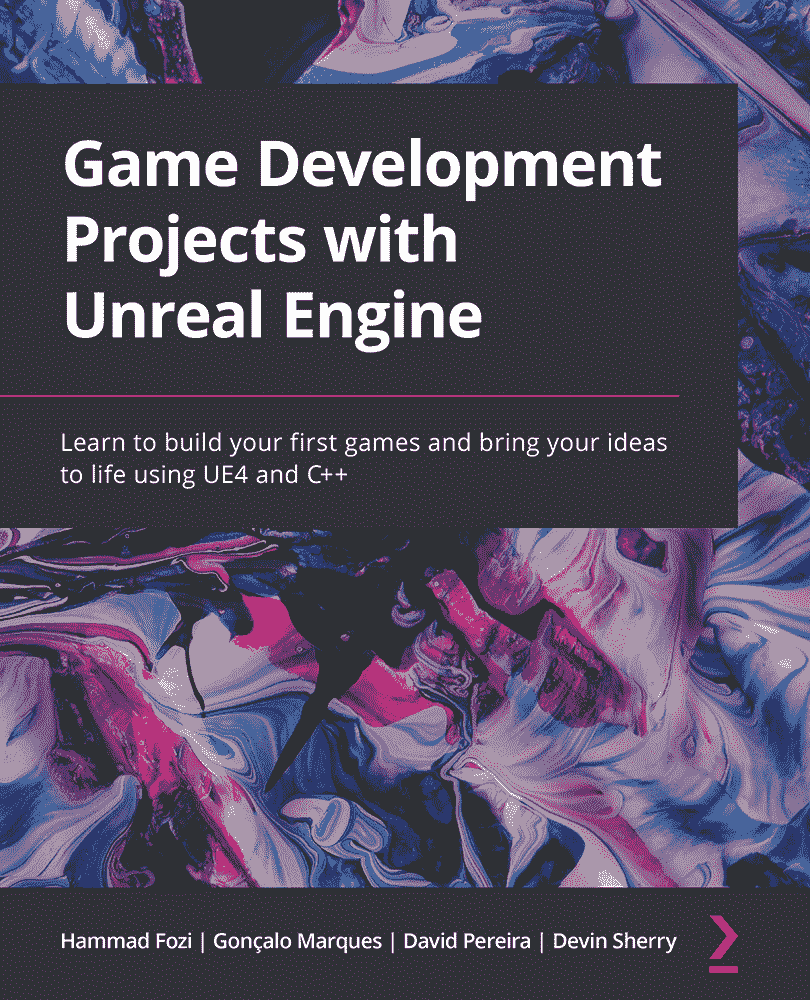 Game Development
Projects with
Unreal Engine
Learn to build your first games and bring your ideas
to life using UE4 and C++
Hammad Fozi | Gonçalo Marques | David Pereira | Devin Sherry